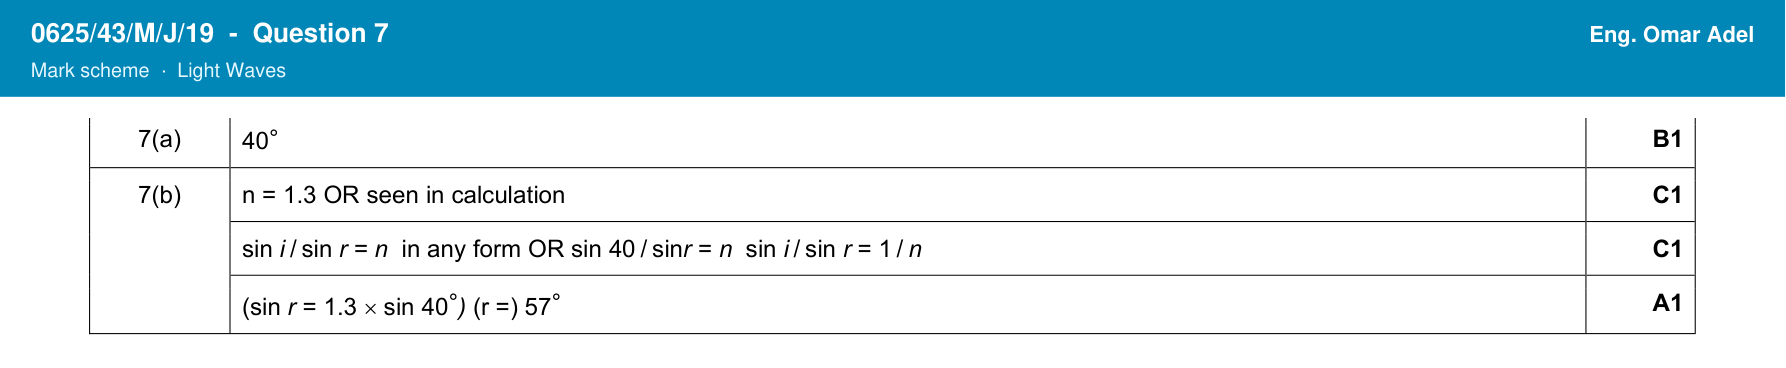 0625/43/M/J/19 - Question 7
Eng. Omar Adel
Mark scheme · Light Waves
7(a) 40° B1
7(b) n = 1.3 OR seen in calculation C1
sin i / sin r = n in any form OR sin 40 / sinr = n sin i / sin r = 1 / n C1
(sin r = 1.3 × sin 40°) (r =) 57° A1